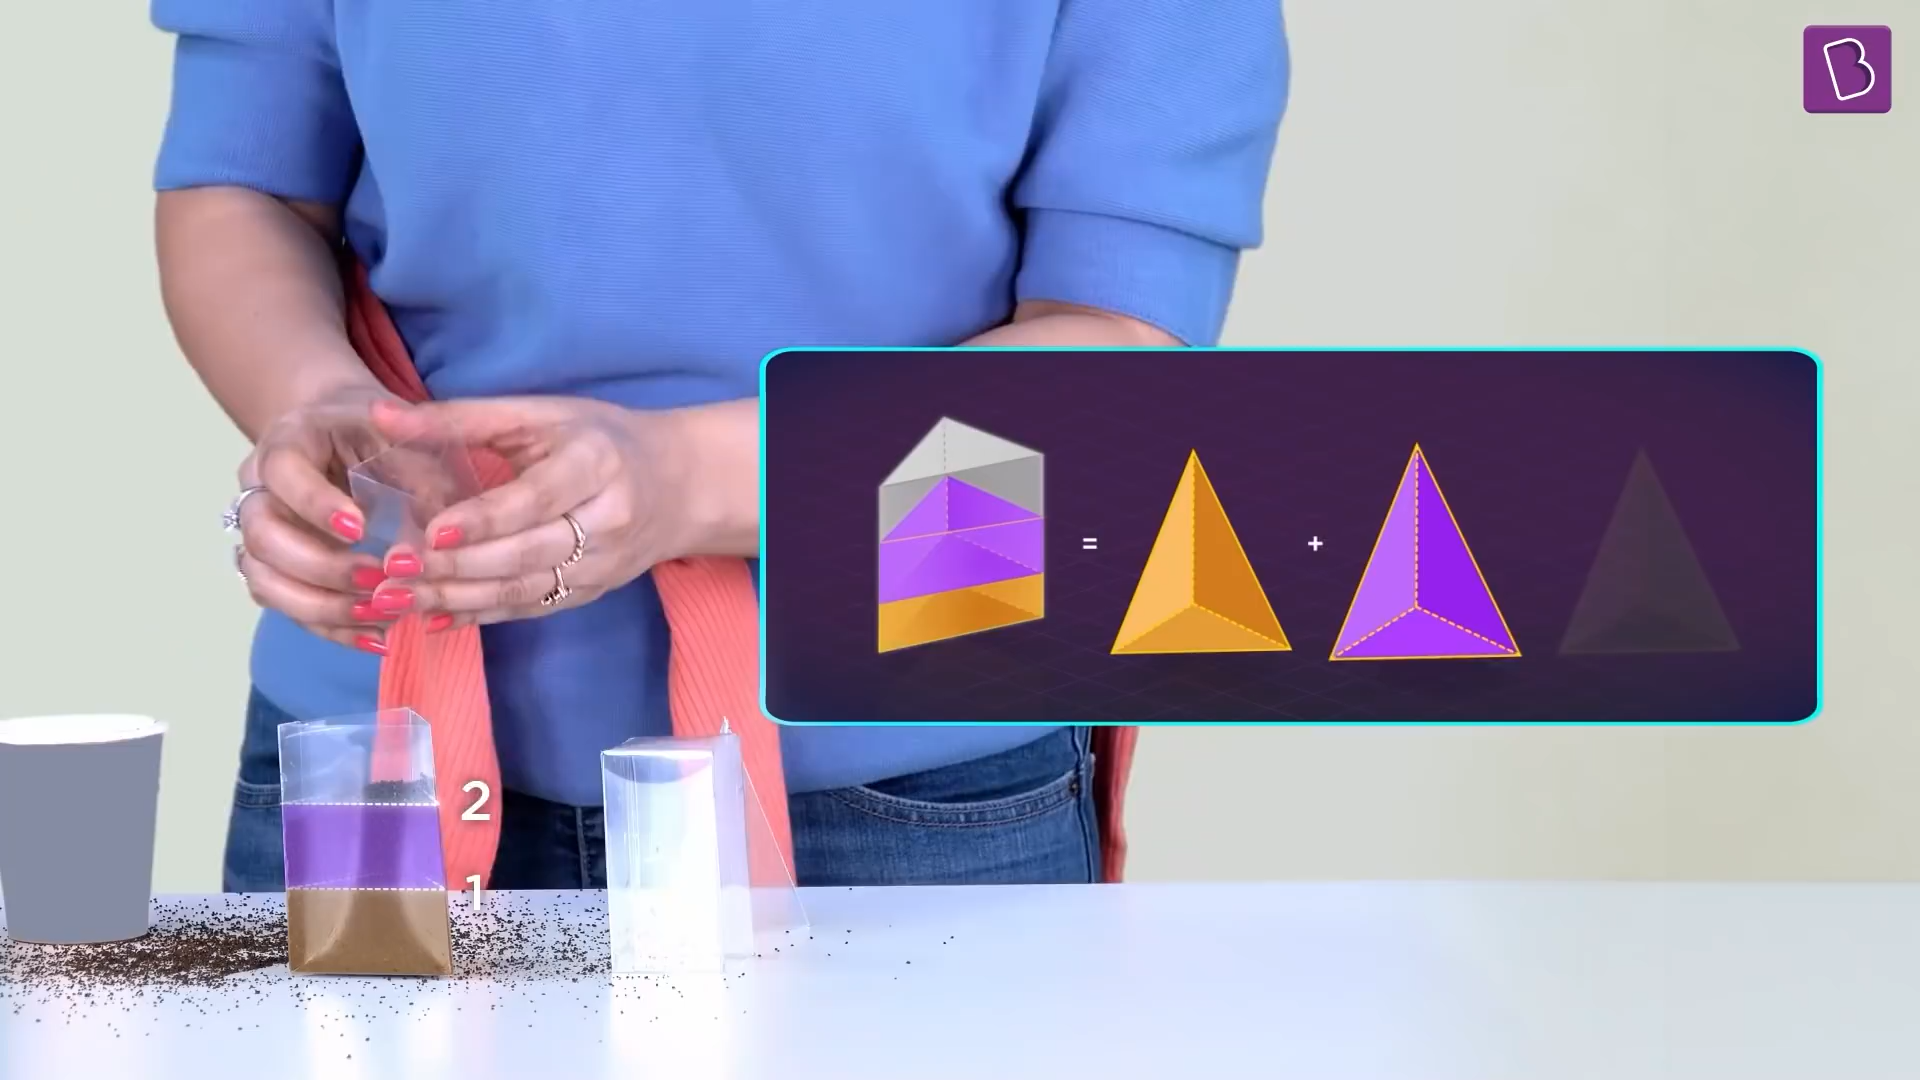 B
=
+
2
1